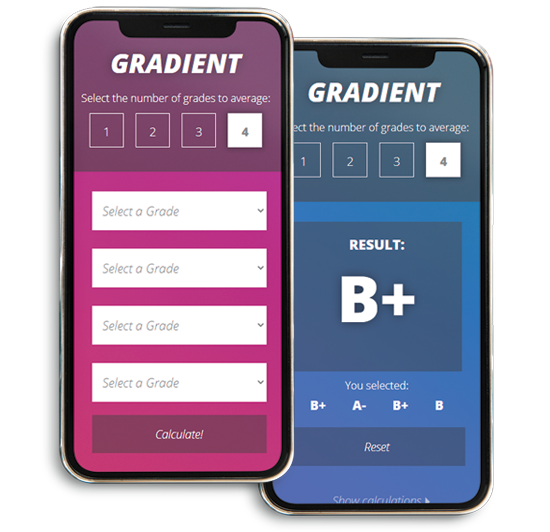 GRADIENT
Select the number of grades to average:
1 2 3 4
Select a Grade
Select a Grade
Select a Grade
Select a Grade
Calculate!
GRADIENT
ect the number of grades to average:
1 2 3 4
RESULT:
B+
You selected:
B+ A- B+ B
Reset
Show calculations